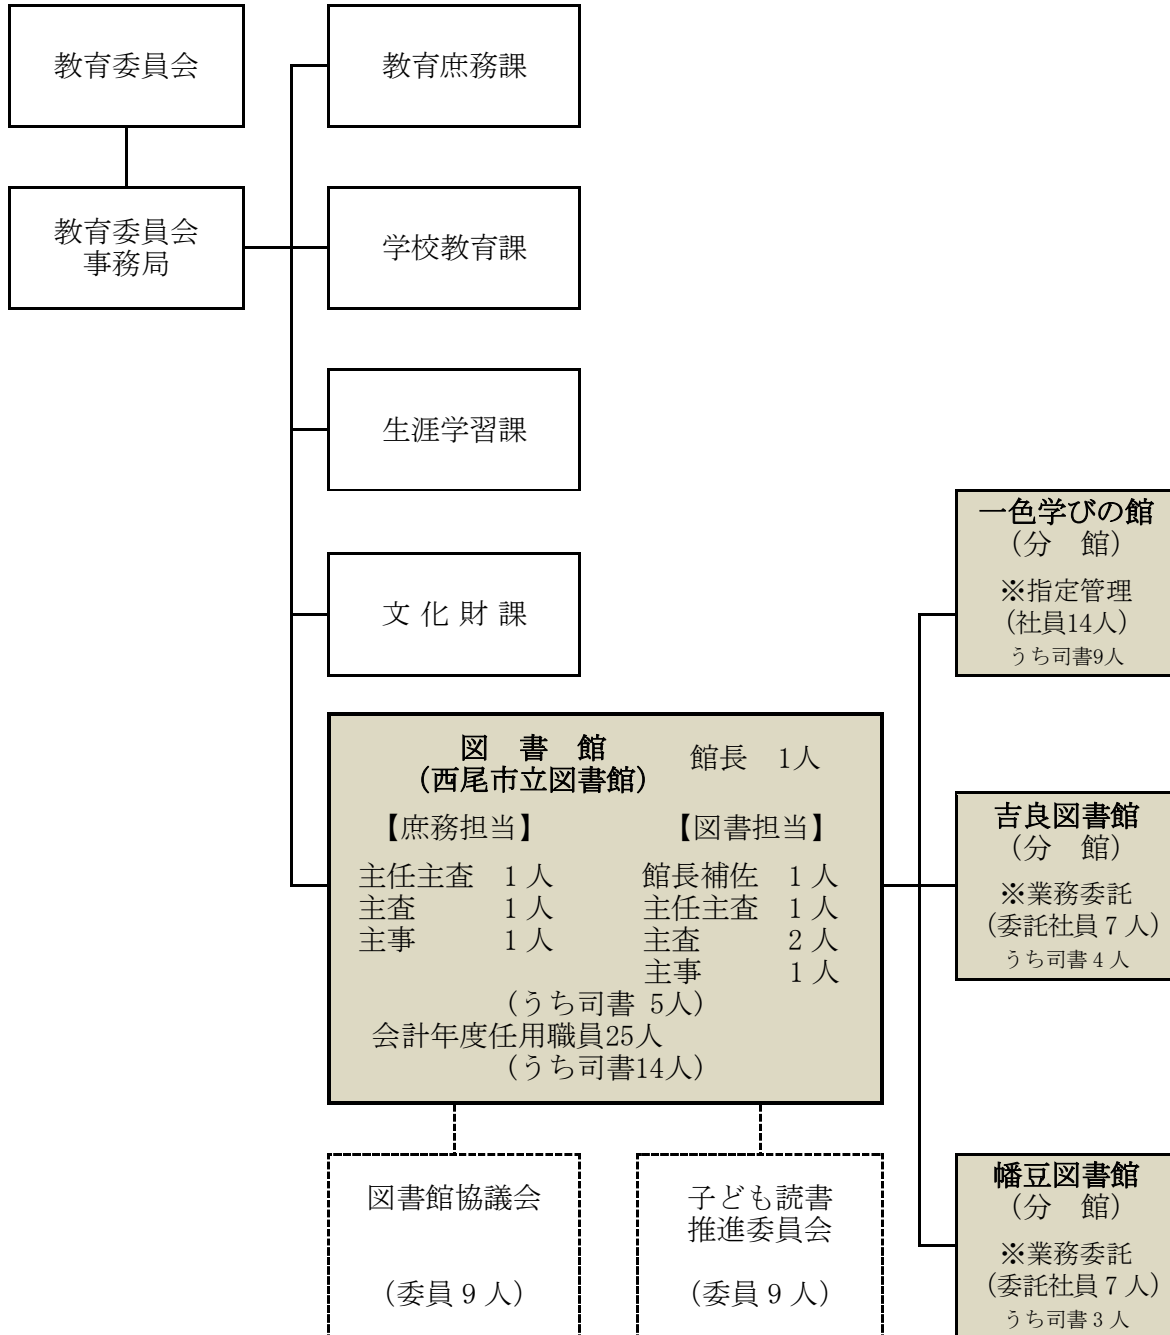 教育委員会
教育庶務課
教育委員会
事務局
学校教育課
生涯学習課
文 化 財 課
図　書　館
(西尾市立図書館)
館長　1人
【庶務担当】
主任主査　1 人
主査　　　1 人
主事　　　1 人
【図書担当】
館長補佐　1 人
主任主査　1 人
主査　　　2 人
主事　　　1 人
(うち司書 5人)
会計年度任用職員25人
(うち司書14人)
一色学びの館
(分　館)
※指定管理
(社員14人)
うち司書9人
吉良図書館
(分　館)
※業務委託
(委託社員 7 人)
うち司書 4 人
幡豆図書館
(分　館)
※業務委託
(委託社員 7 人)
うち司書 3 人
図書館協議会
(委員 9 人)
子ども読書
推進委員会
(委員 9 人)